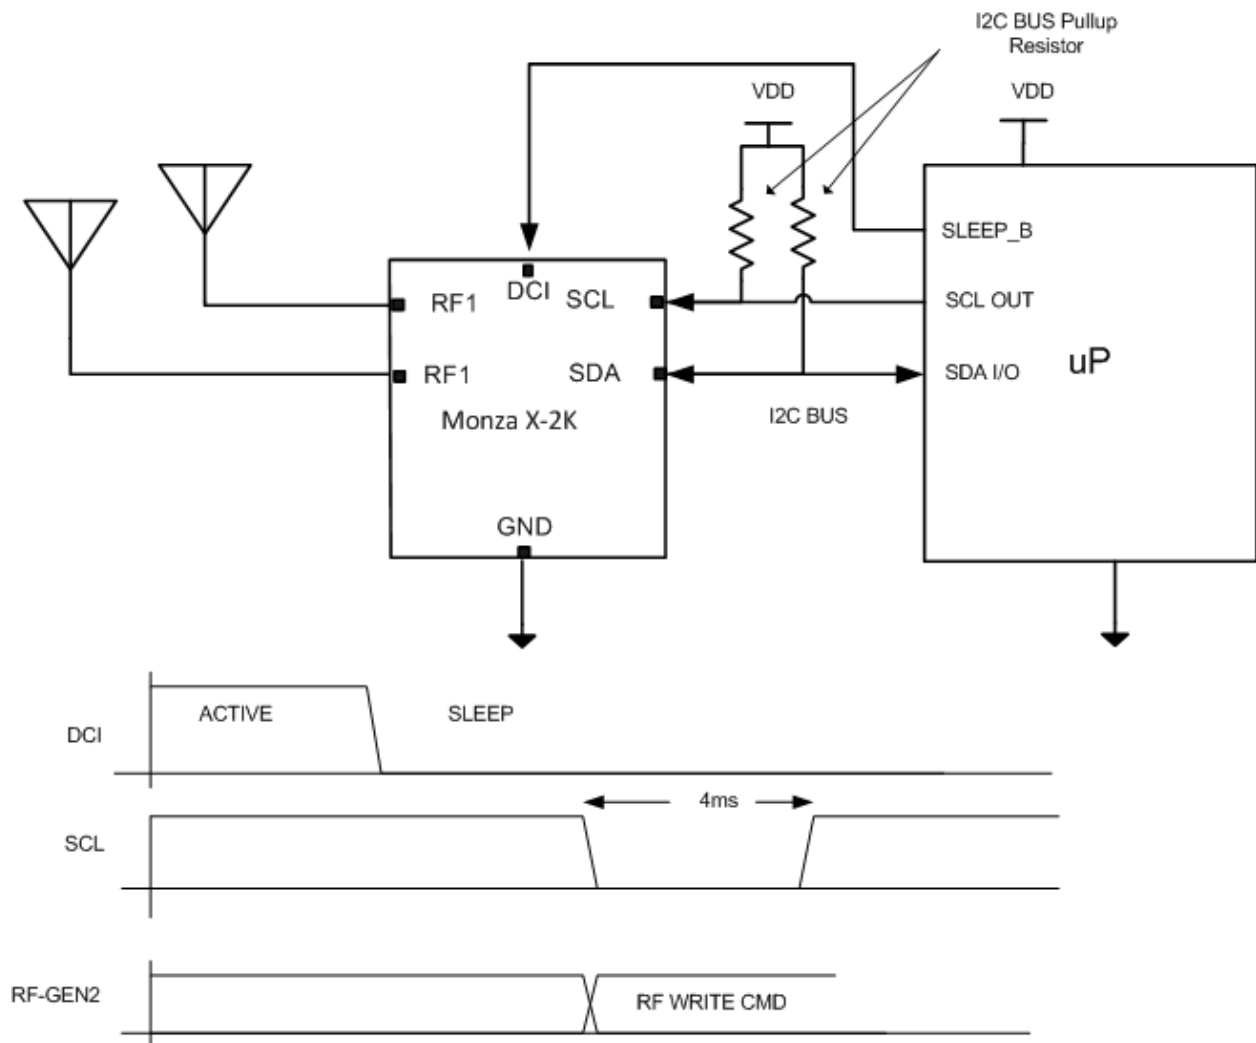 I2C BUS Pullup
Resistor
VDD
VDD
SLEEP_B
DCI
RF1
SCL
SCL OUT
RF1
SDA
SDA I/O
uP
Monza X-2K
I2C BUS
GND
ACTIVE
SLEEP
DCI
4ms
SCL
RF-GEN2
RF WRITE CMD